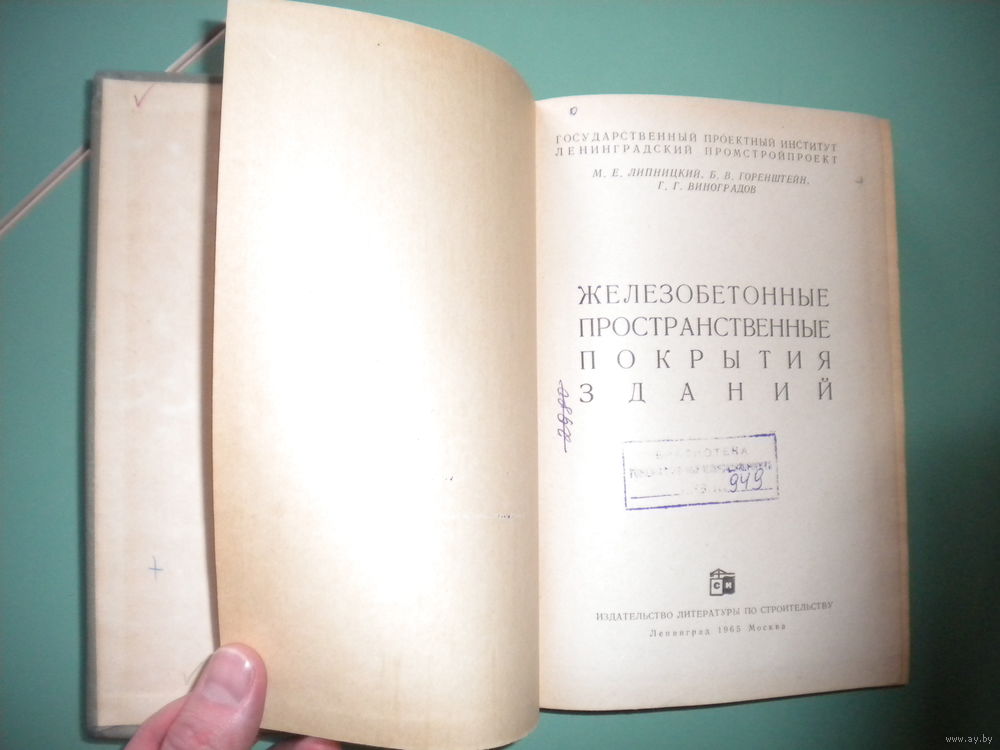 ГОСУДАРСТВЕННЫЙ ПРОЕКТНЫЙ ИНСТИТУТ
ЛЕНИНГРАДСКИЙ ПРОМСТРОЙПРОЕКТ
М. Е. ЛИПНИЦКИЙ, Б. В. ГОРЕНШТЕЙН,
Г. Г. ВИНОГРАДОВ
ЖЕЛЕЗОБЕТОННЫЕ
ПРОСТРАНСТВЕННЫЕ
ПОКРЫТИЯ
ЗДАНИЙ
БИБЛИОТЕКА
949
СИ
ИЗДАТЕЛЬСТВО ЛИТЕРАТУРЫ ПО СТРОИТЕЛЬСТВУ
Ленинград 1965 Москва
www.ay.by